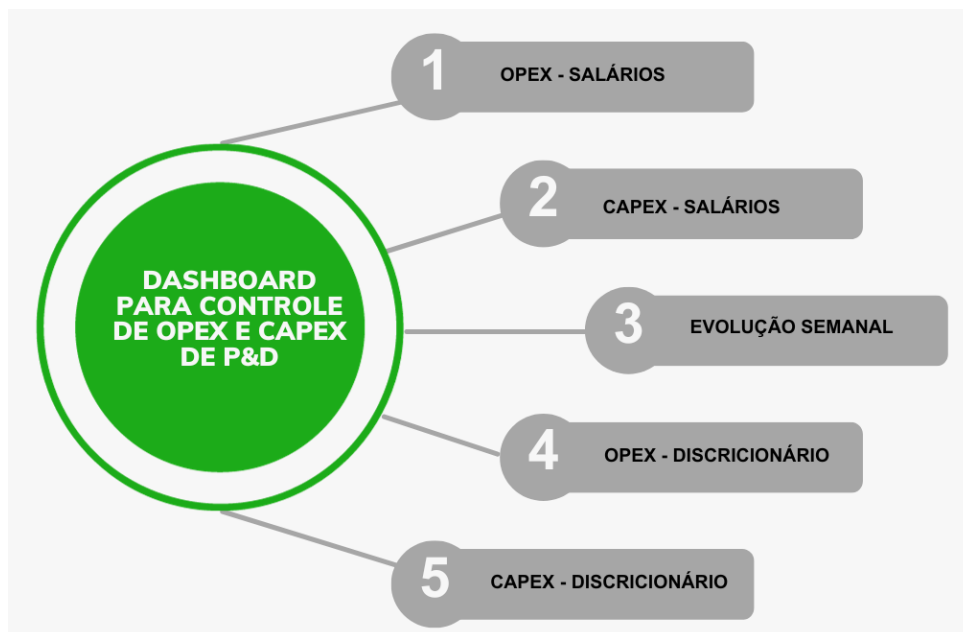 1
OPEX - SALÁRIOS
2
CAPEX - SALÁRIOS
DASHBOARD
PARA CONTROLE
DE OPEX E CAPEX
DE P&D
3
EVOLUÇÃO SEMANAL
4
OPEX - DISCRICIONÁRIO
5
CAPEX - DISCRICIONÁRIO